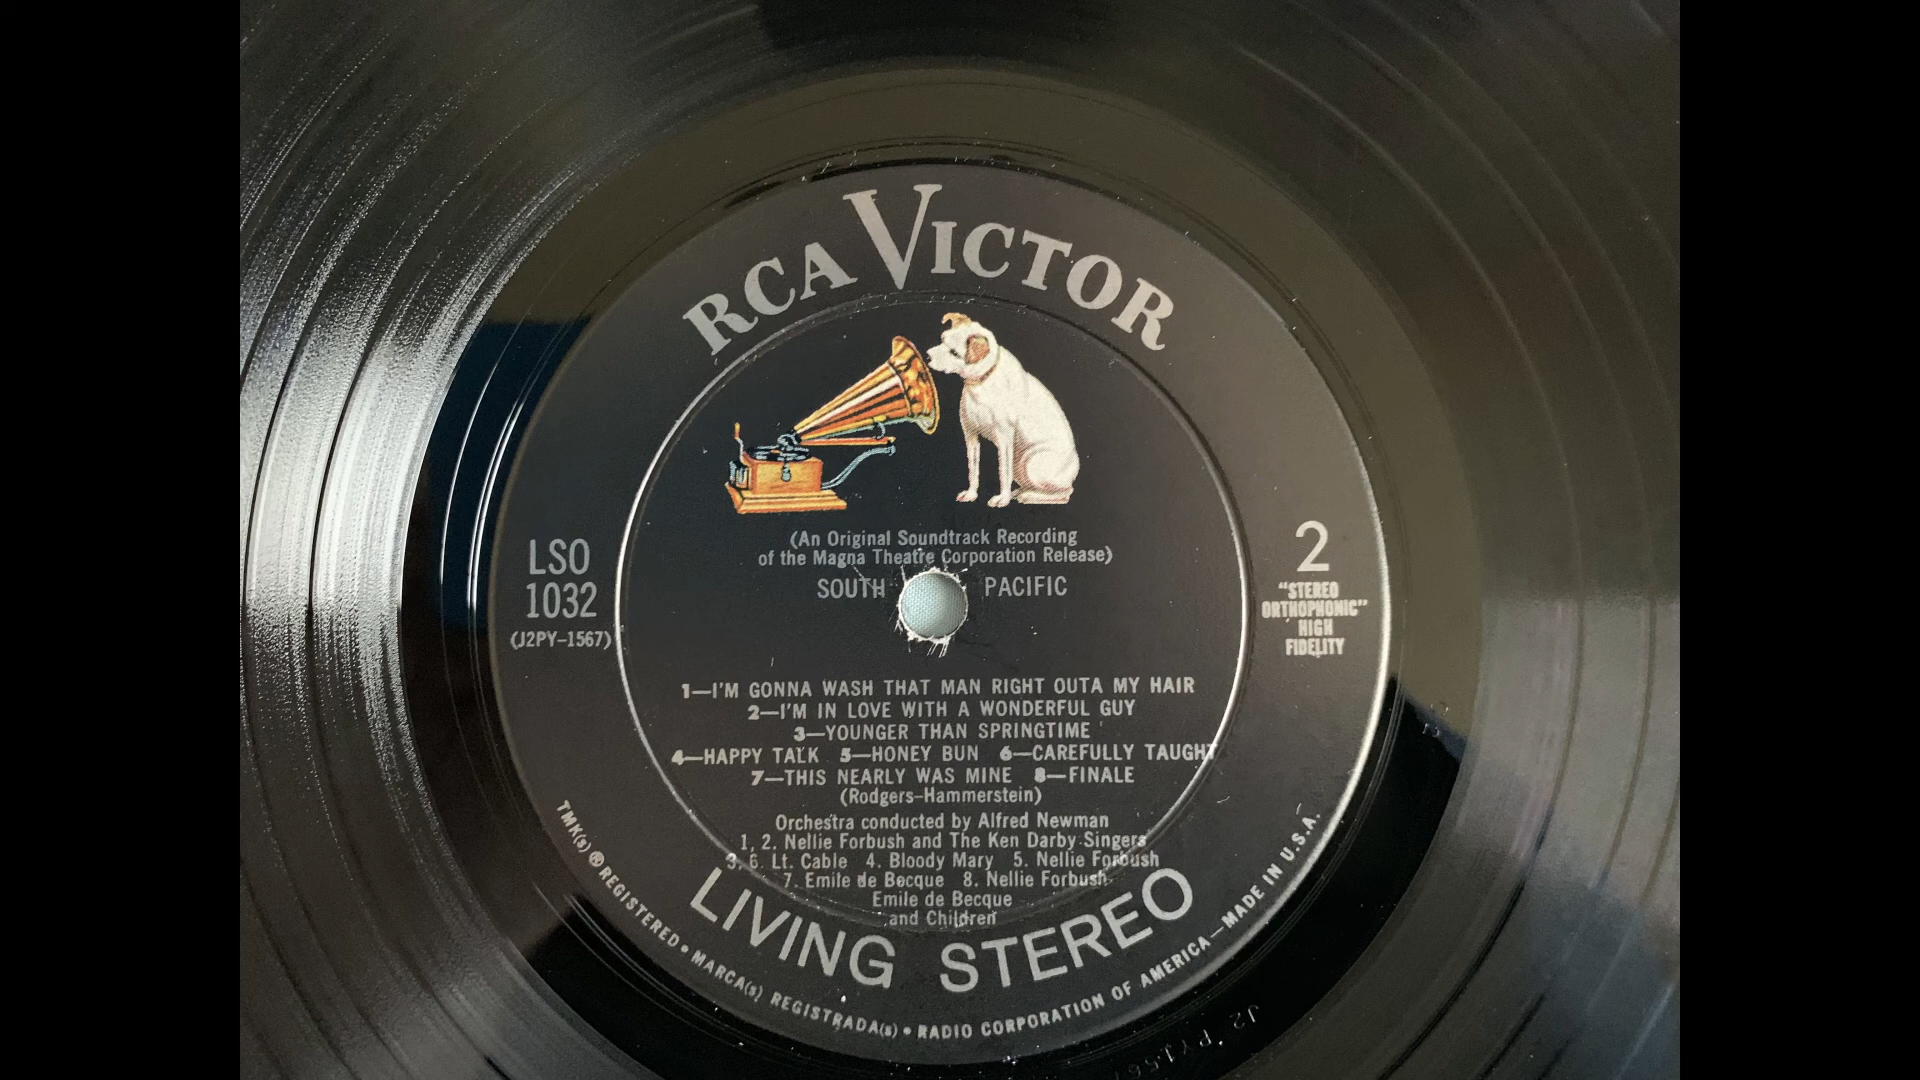 RCA VICTOR
(An Original Soundtrack Recording
of the Magna Theatre Corporation Release)
SOUTH PACIFIC
LSO
1032
(J2PY-1567)
2
"STEREO
ORTHOPHONIC"
HIGH
FIDELITY
1—I'M GONNA WASH THAT MAN RIGHT OUTA MY HAIR
2—I'M IN LOVE WITH A WONDERFUL GUY
3—YOUNGER THAN SPRINGTIME
4—HAPPY TALK 5—HONEY BUN 6—CAREFULLY TAUGHT
7—THIS NEARLY WAS MINE 8—FINALE
(Rodgers-Hammerstein)
Orchestra conducted by Alfred Newman
1, 2. Nellie Forbush and The Ken Darby Singers
3, 6. Lt. Cable 4. Bloody Mary 5. Nellie Forbush
7. Emile de Becque 8. Nellie Forbush
Emile de Becque
and Children
LIVING STEREO
TMK(s) ® REGISTERED • MARCA(s) REGISTRADA(s) • RADIO CORPORATION OF AMERICA—MADE IN U.S.A.